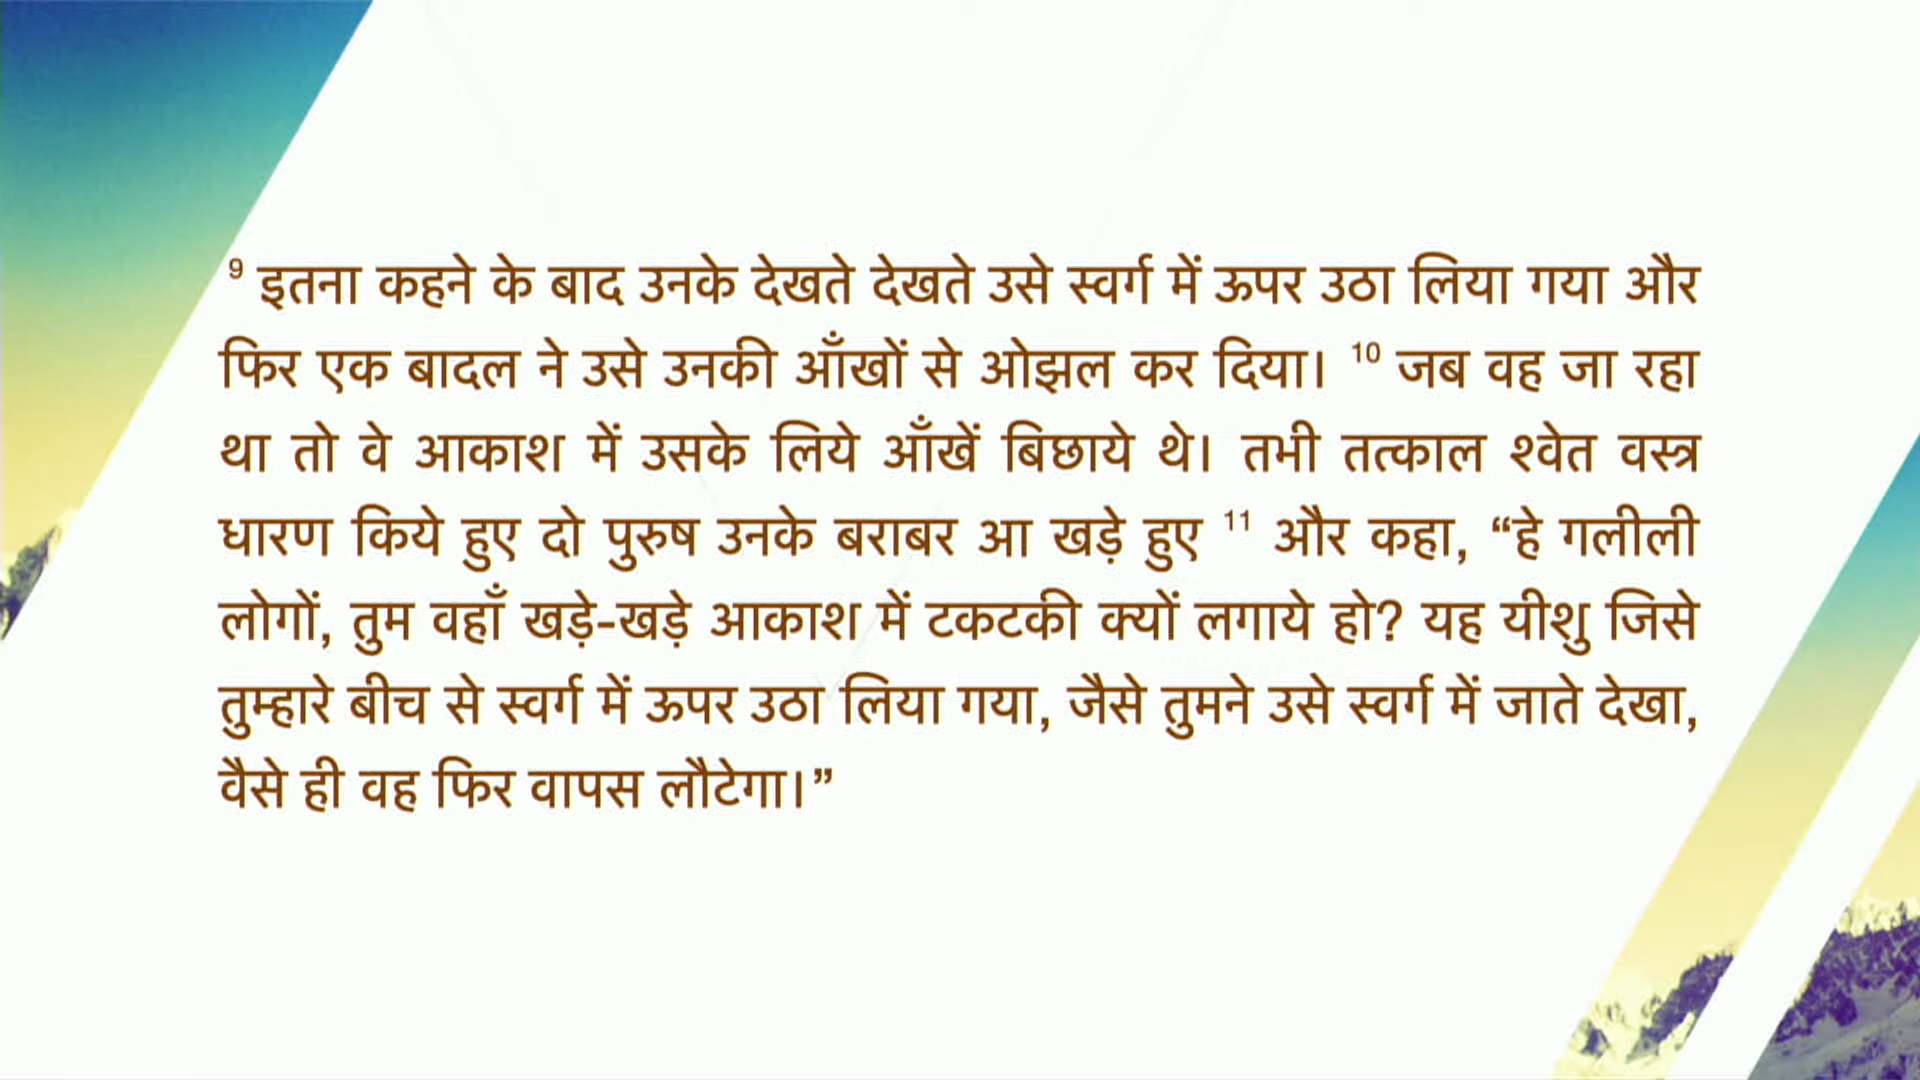 ⁹ इतना कहने के बाद उनके देखते देखते उसे स्वर्ग में ऊपर उठा लिया गया और
फिर एक बादल ने उसे उनकी आँखों से ओझल कर दिया। ¹⁰ जब वह जा रहा
था तो वे आकाश में उसके लिये आँखें बिछाये थे। तभी तत्काल श्वेत वस्त्र
धारण किये हुए दो पुरुष उनके बराबर आ खड़े हुए ¹¹ और कहा, “हे गलीली
लोगों, तुम वहाँ खड़े-खड़े आकाश में टकटकी क्यों लगाये हो? यह यीशु जिसे
तुम्हारे बीच से स्वर्ग में ऊपर उठा लिया गया, जैसे तुमने उसे स्वर्ग में जाते देखा,
वैसे ही वह फिर वापस लौटेगा।”